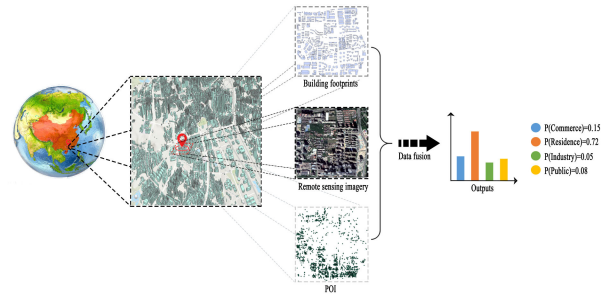 Building footprints
Remote sensing imagery
POI
Data fusion
Outputs
P(Commerce)=0.15
P(Residence)=0.72
P(Industry)=0.05
P(Public)=0.08